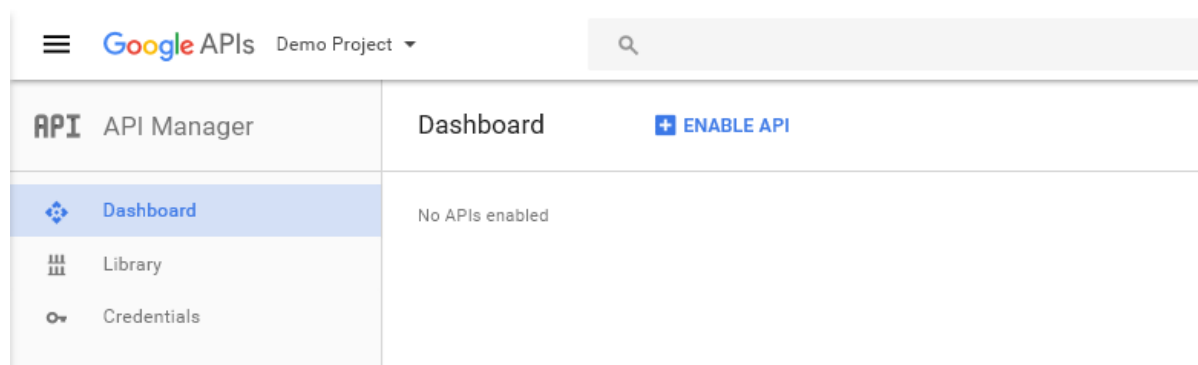 Google APIs Demo Project
API API Manager
Dashboard ENABLE API
Dashboard
No APIs enabled
Library
Credentials